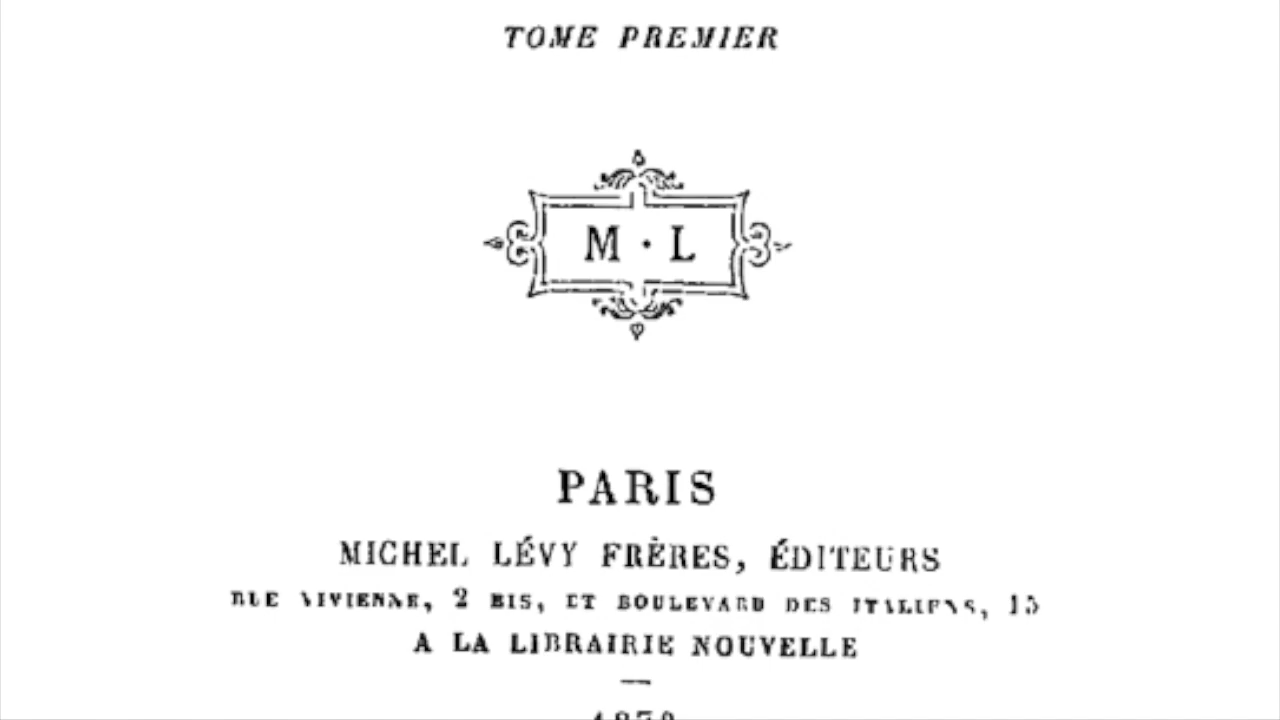 TOME PREMIER
M · L
PARIS
MICHEL LÉVY FRÈRES, ÉDITEURS
RUE VIVIENNE, 2 BIS, ET BOULEVARD DES ITALIENS, 15
A LA LIBRAIRIE NOUVELLE